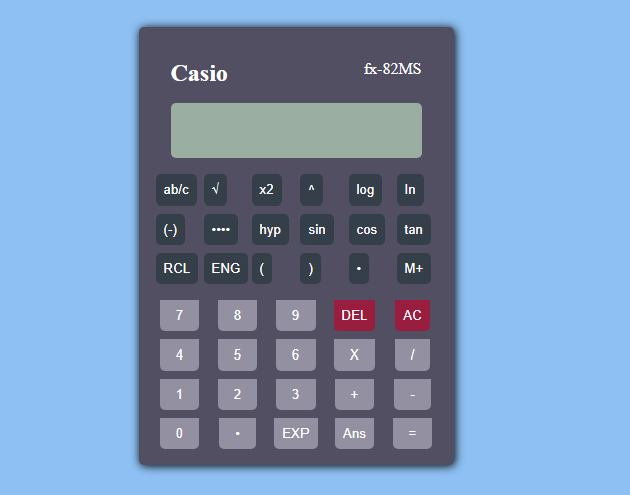 Casio fx-82MS
ab/c √ x2 ^ log ln
(-) •••• hyp sin cos tan
RCL ENG ( ) • M+
7 8 9 DEL AC
4 5 6 X /
1 2 3 + -
0 • EXP Ans =